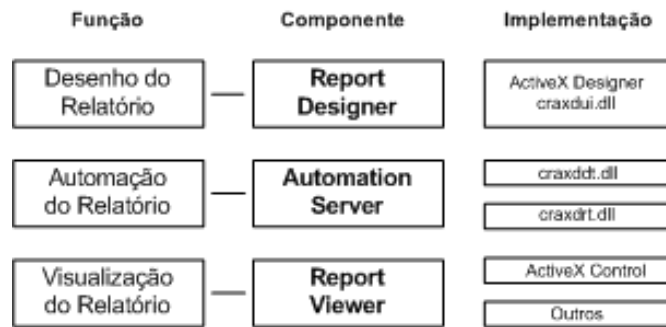 Função Componente Implementação
Desenho do
Relatório
Report
Designer
ActiveX Designer
craxdui.dll
Automação
do Relatório
Automation
Server
craxddt.dll
craxdrt.dll
Visualização
do Relatório
Report
Viewer
ActiveX Control
Outros